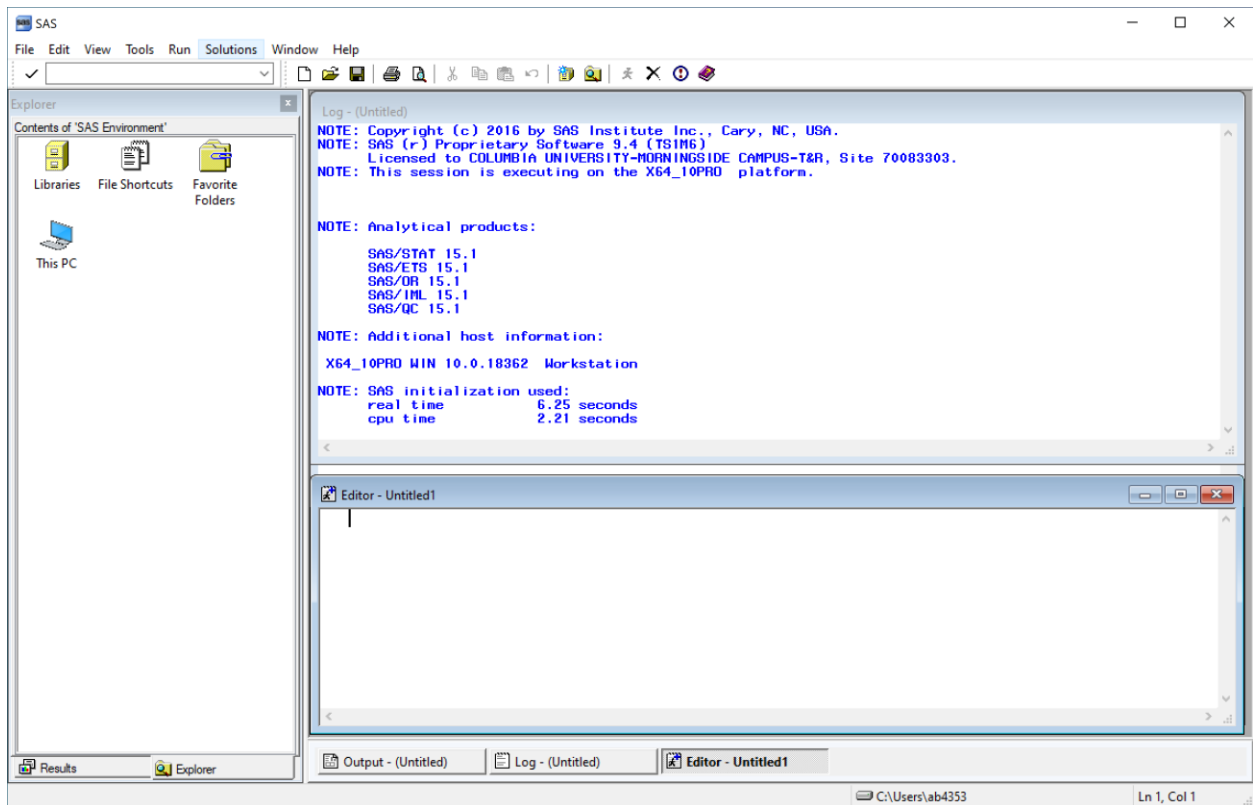 SAS
File Edit View Tools Run Solutions Window Help
Explorer
Contents of 'SAS Environment'
Libraries
File Shortcuts
Favorite
Folders
This PC
Log - (Untitled)
NOTE: Copyright (c) 2016 by SAS Institute Inc., Cary, NC, USA.
NOTE: SAS (r) Proprietary Software 9.4 (TS1M6)
Licensed to COLUMBIA UNIVERSITY-MORNINGSIDE CAMPUS-T&R, Site 70083303.
NOTE: This session is executing on the X64_10PRO platform.
NOTE: Analytical products:
SAS/STAT 15.1
SAS/ETS 15.1
SAS/OR 15.1
SAS/IML 15.1
SAS/QC 15.1
NOTE: Additional host information:
X64_10PRO WIN 10.0.18362 Workstation
NOTE: SAS initialization used:
real time 6.25 seconds
cpu time 2.21 seconds
Editor - Untitled1
Results
Explorer
Output - (Untitled)
Log - (Untitled)
Editor - Untitled1
C:\Users\ab4353
Ln 1, Col 1